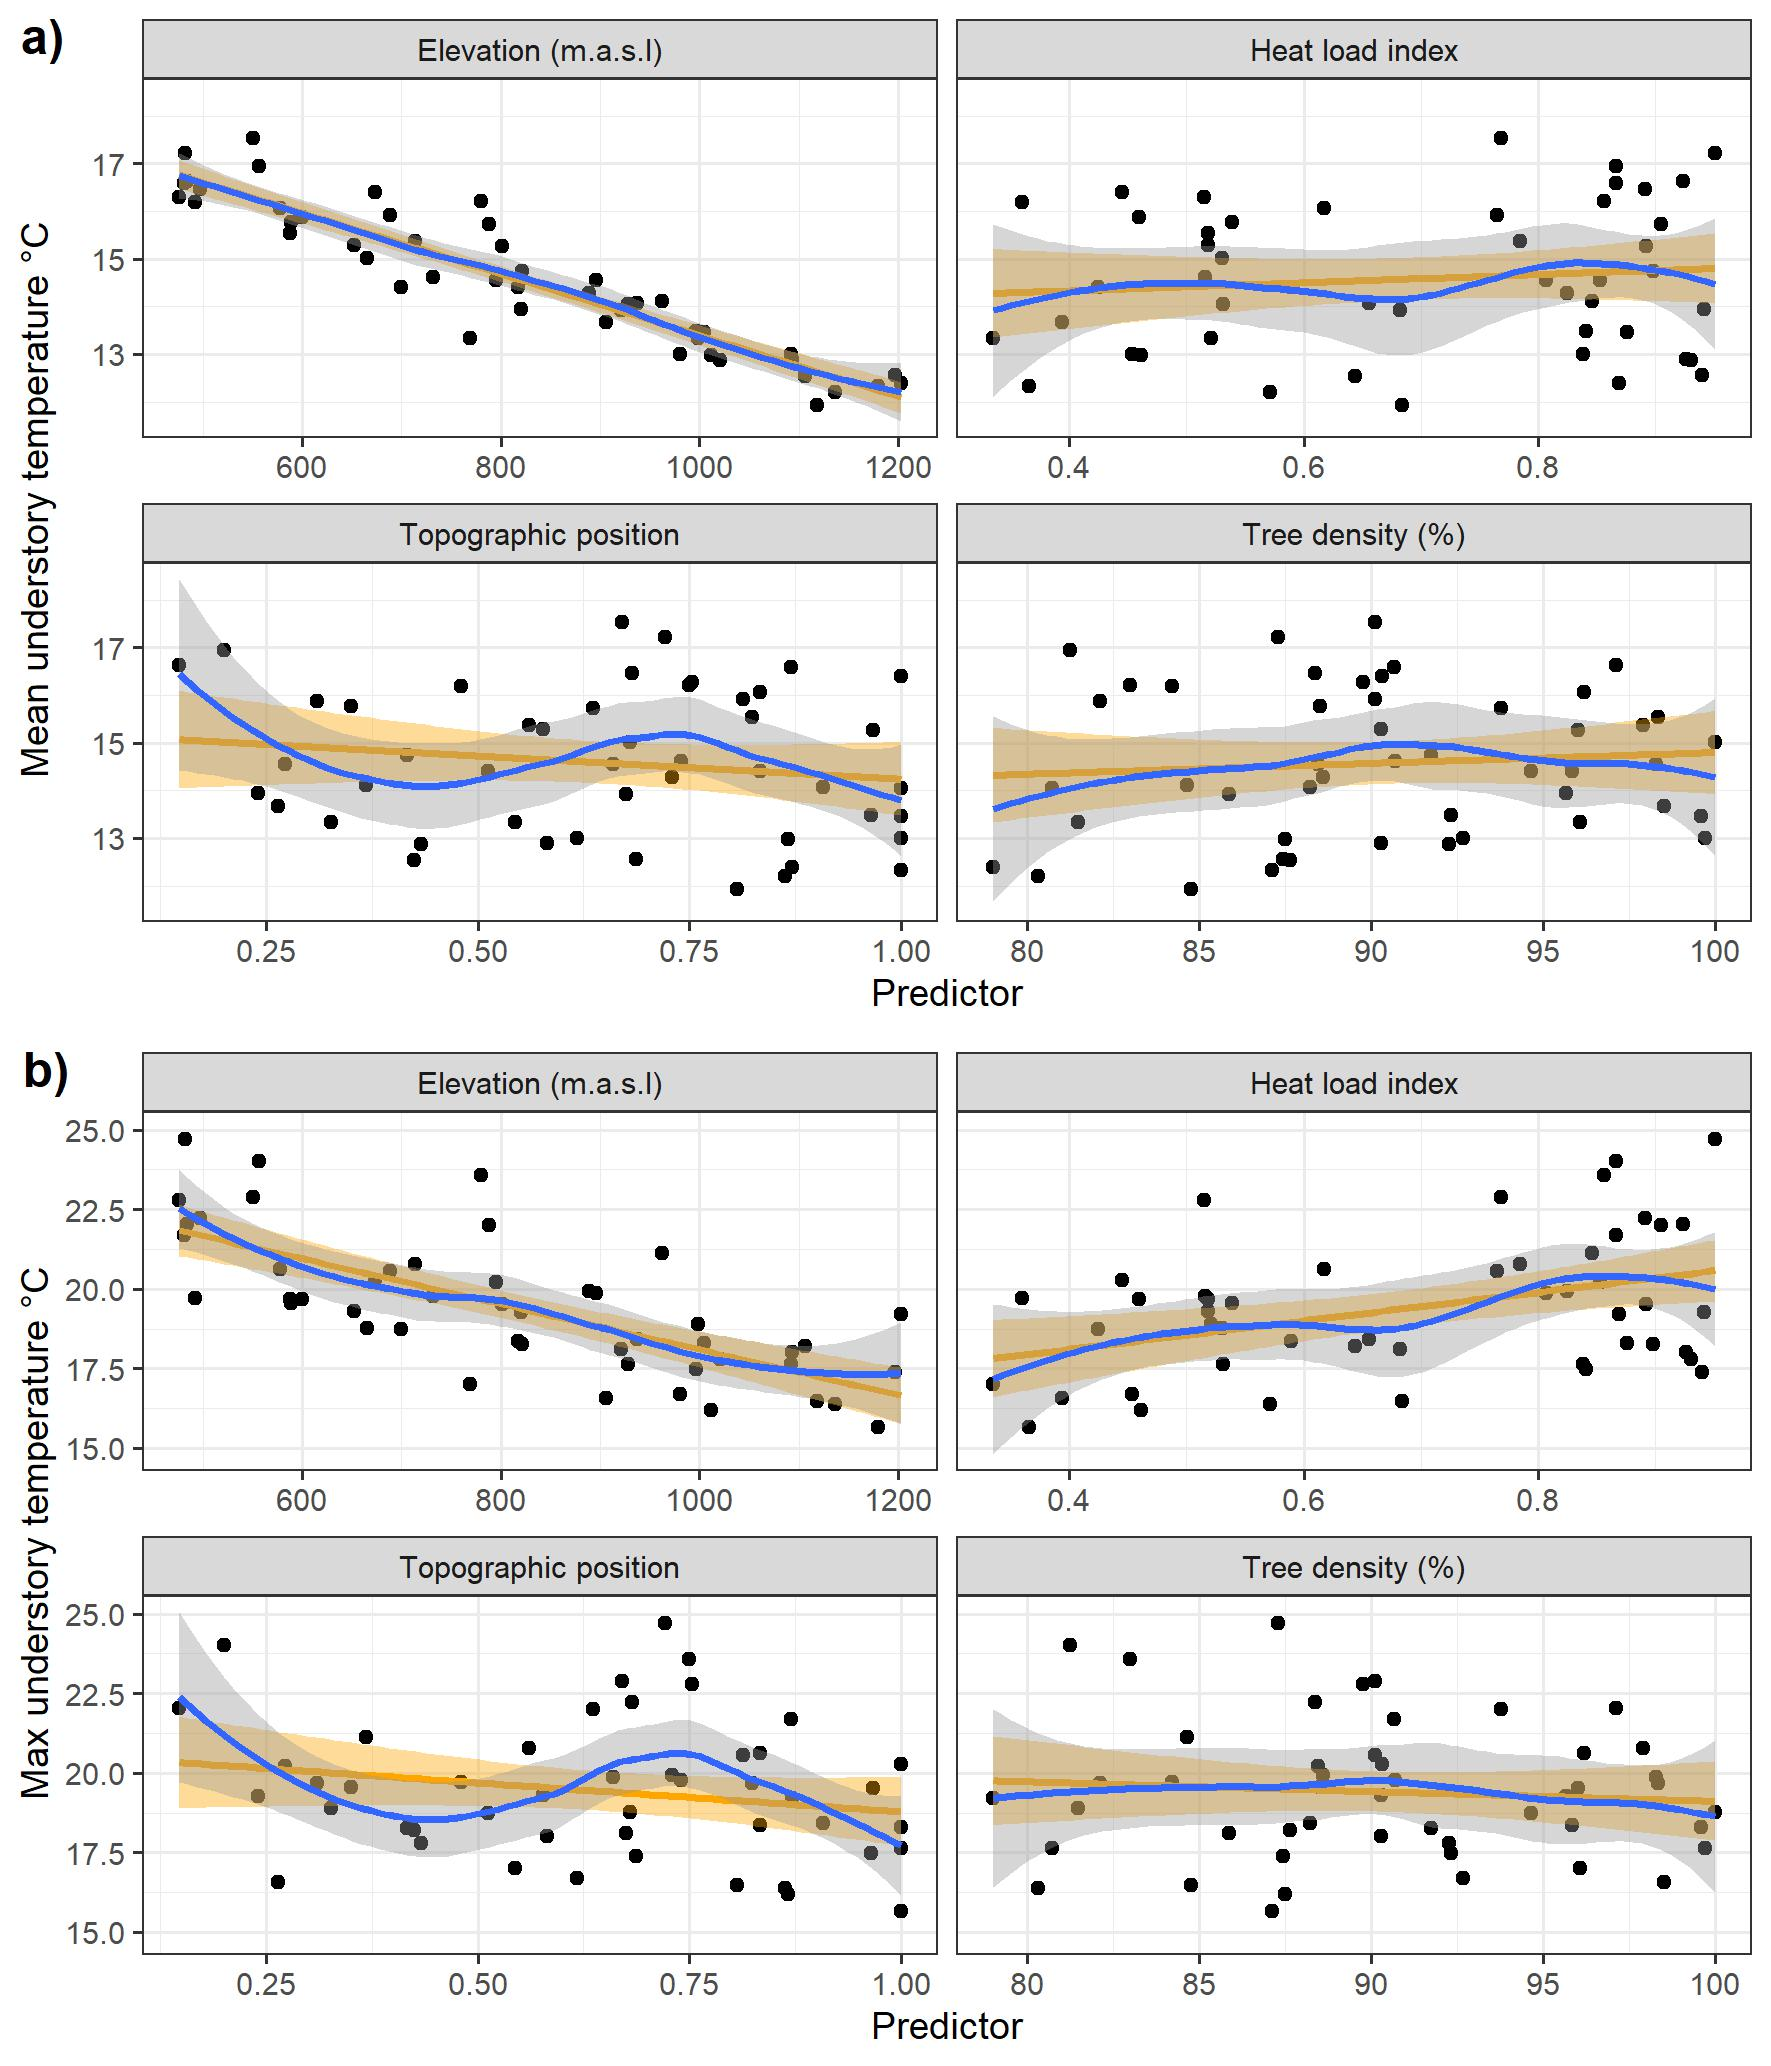 a)
Elevation (m.a.s.l)
Heat load index
17
15
13
600 800 1000 1200
0.4 0.6 0.8
Mean understory temperature °C
Topographic position
Tree density (%)
17
15
13
0.25 0.50 0.75 1.00
80 85 90 95 100
Predictor
b)
Elevation (m.a.s.l)
Heat load index
25.0
22.5
20.0
17.5
15.0
600 800 1000 1200
0.4 0.6 0.8
Max understory temperature °C
Topographic position
Tree density (%)
25.0
22.5
20.0
17.5
15.0
0.25 0.50 0.75 1.00
80 85 90 95 100
Predictor